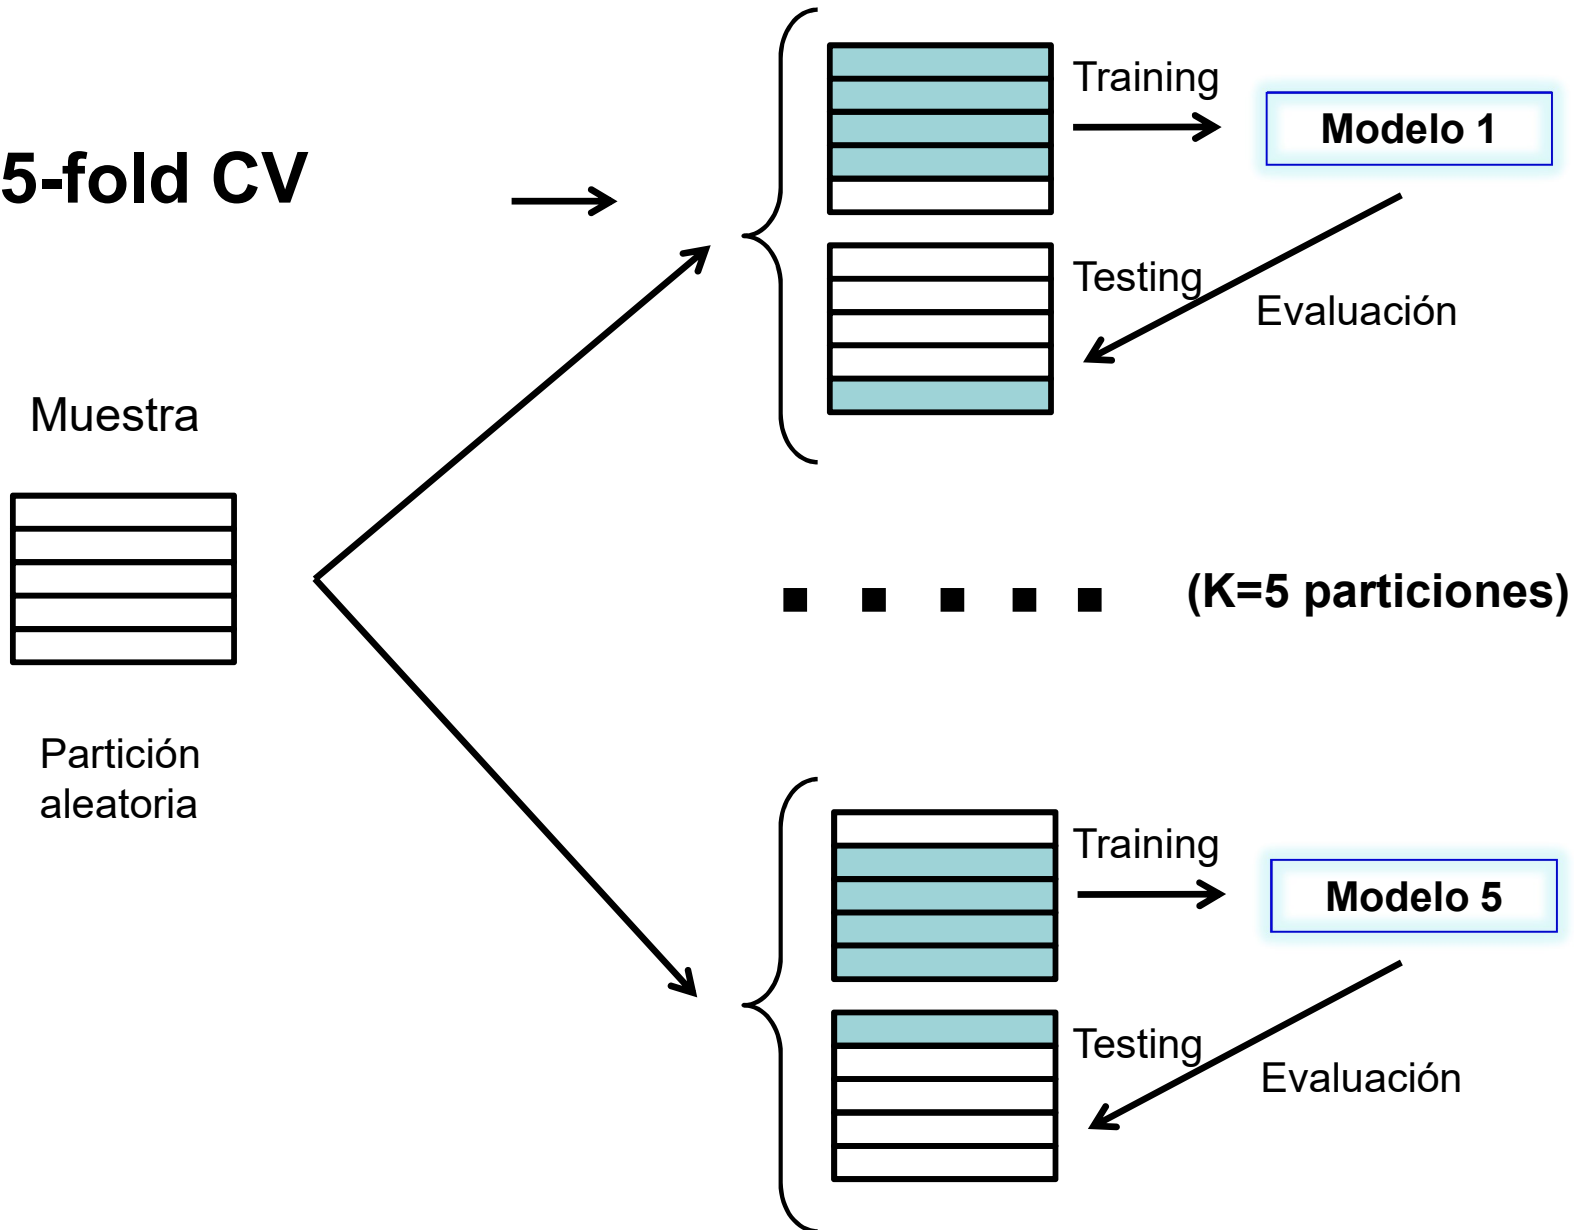 5-fold CV
Training
Modelo 1
Testing
Evaluación
Muestra
(K=5 particiones)
Partición
aleatoria
Training
Modelo 5
Testing
Evaluación